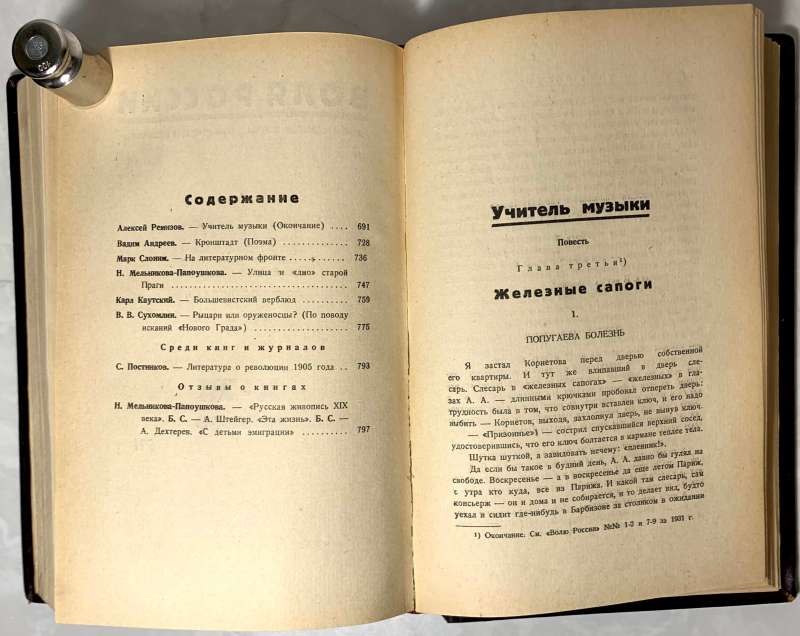 Содержание
Алексей Ремизов. — Учитель музыки (Окончание) .... 691
Вадим Андреев. — Кронштадт (Поэма) .............. 728
Марк Слоним. — На литературном фронте ............ 736
Н. Мельникова-Папоушкова. — Улица и «дно» старой
Праги .................................... 747
Карл Каутский. — Большевистский верблюд .......... 759
В. В. Сухомлин. — Рыцари или оруженосцы? (По поводу
исканий «Нового Града») .................... 775
Среди книг и журналов
С. Постников. — Литература о революции 1905 года .. 793
Отзывы о книгах
Н. Мельникова-Папоушкова. — «Русская живопись XIX
века». Б. С. — А. Штейгер. «Эта жизнь». Б. С. —
А. Дехтерев. «С детьми эмиграции» .......... 797
Учитель музыки
Повесть
Глава третья¹)
Железные сапоги
1.
ПОПУГАЕВА БОЛЕЗНЬ
Я застал Корнетова перед дверью собственной
его квартиры. И тут же влипавший в дверь сле-
сарь. Слесарь в «железных сапогах» — «железных» в гла-
зах А. А. — длинными крючками пробовал отпереть дверь:
трудность была в том, что совнутри вставлен ключ, и его надо
выбить — Корнетов, выходя, захлопнул дверь, не вынув ключ.
— «Призонье»! — сострил спускавшийся верхний сосед,
удостоверившись, что его ключ болтается в кармане теплее тела.
Шутка шуткой, а завидовать нечему: «пленник!».
Да если бы такое в будний день, А. А. давно бы гулял на
свободе. Воскресенье — а в воскресенье да еще летом Париж,
с утра кто куда, все из Парижа. И какой там слесарь, сам
консьерж — он и дома не собирается, и то делает вид, будто
уехал и сидит где-нибудь в Барбизоне за столиком в ожидании
¹) Окончание. См. «Волю России» №№ 1-2 и 7-9 за 1931 г.